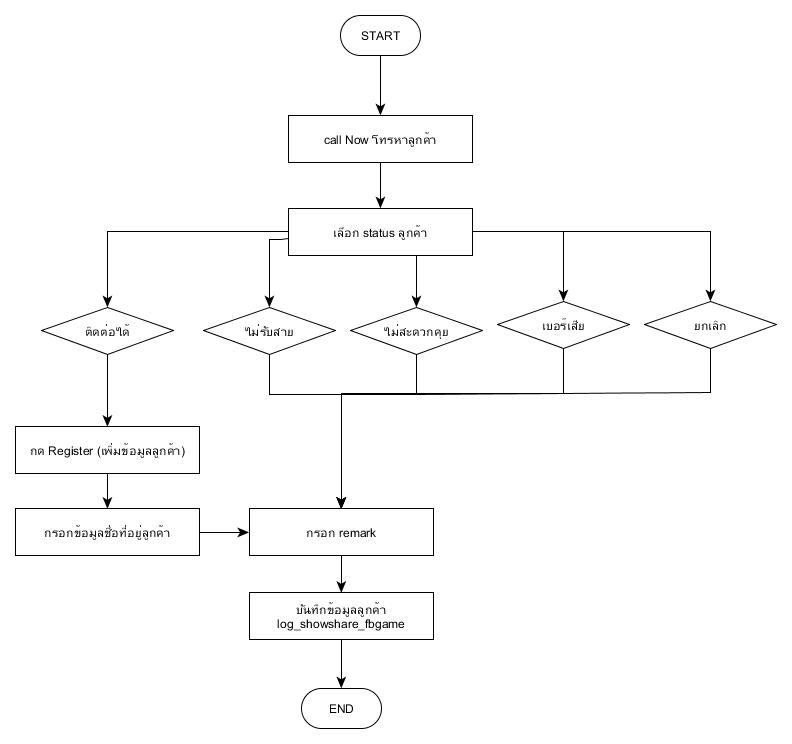 START
call Now โทรหาลูกค้า
เลือก status ลูกค้า
ติดต่อได้
ไม่รับสาย
ไม่สะดวกคุย
เบอร์เสีย
ยกเลิก
กด Register (เพิ่มข้อมูลลูกค้า)
กรอกข้อมูลชื่อที่อยู่ลูกค้า
กรอก remark
บันทึกข้อมูลลูกค้า
log_showshare_fbgame
END